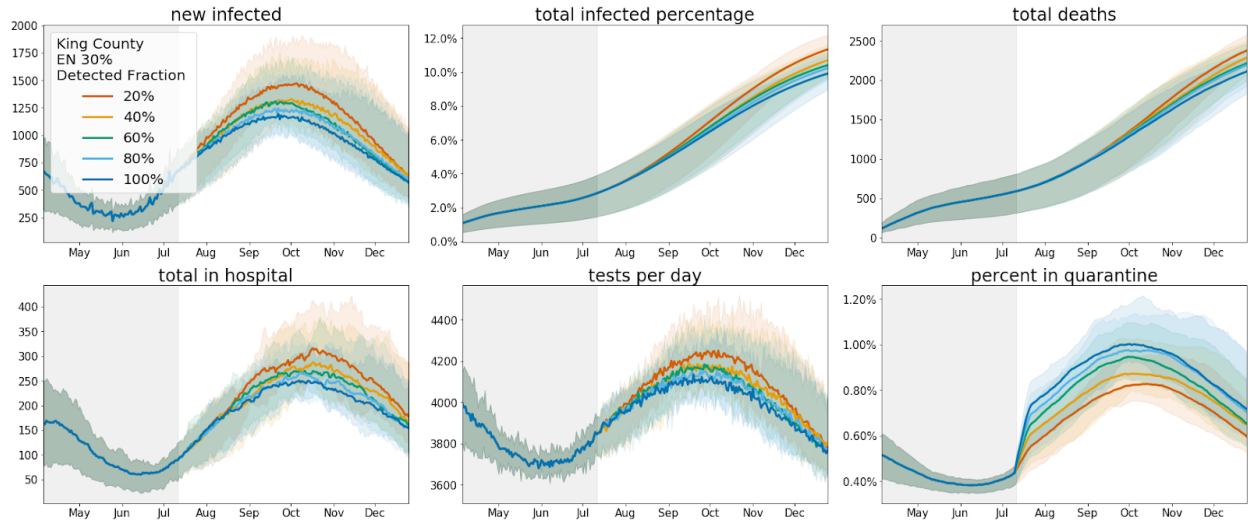 new infected
2000
1750
1500
1250
1000
750
500
250
King County
EN 30%
Detected Fraction
20%
40%
60%
80%
100%
May Jun Jul Aug Sep Oct Nov Dec
total infected percentage
12.0%
10.0%
8.0%
6.0%
4.0%
2.0%
0.0%
May Jun Jul Aug Sep Oct Nov Dec
total deaths
2500
2000
1500
1000
500
0
May Jun Jul Aug Sep Oct Nov Dec
total in hospital
400
350
300
250
200
150
100
50
May Jun Jul Aug Sep Oct Nov Dec
tests per day
4400
4200
4000
3800
3600
May Jun Jul Aug Sep Oct Nov Dec
percent in quarantine
1.20%
1.00%
0.80%
0.60%
0.40%
May Jun Jul Aug Sep Oct Nov Dec